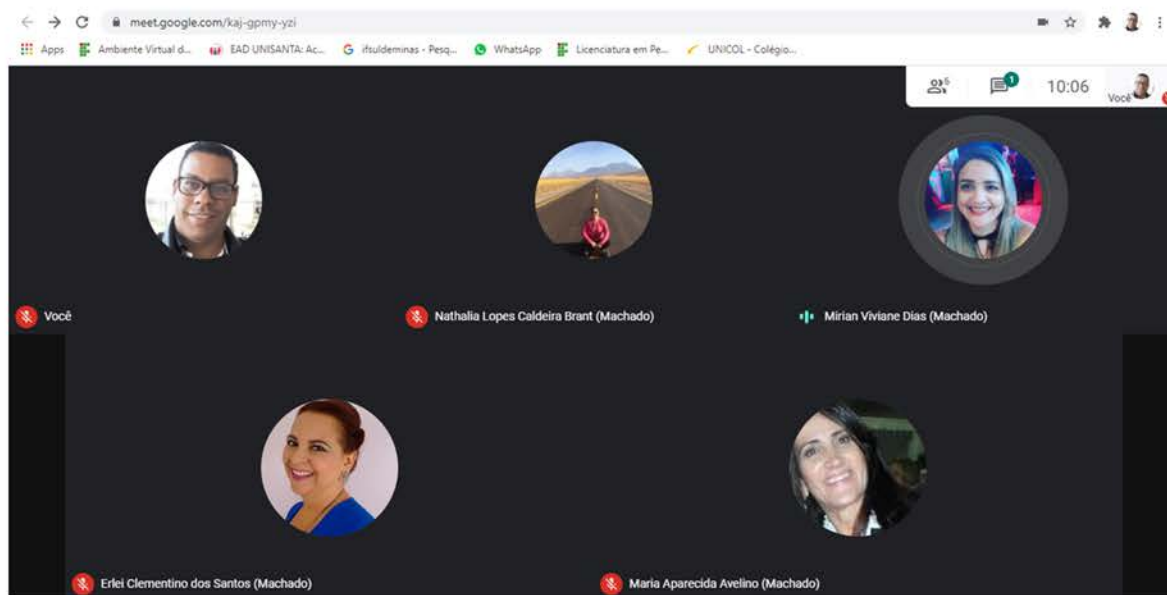 meet.google.com/kaj-gpmy-yzi
Apps Ambiente Virtual d... EAD UNISANTA: Ac... ifsuldeminas - Pesq... WhatsApp Licenciatura em Pe... UNICOL - Colégio...
6 1 10:06 Você
Você Nathalia Lopes Caldeira Brant (Machado) Mirian Viviane Dias (Machado)
Erlei Clementino dos Santos (Machado) Maria Aparecida Avelino (Machado)